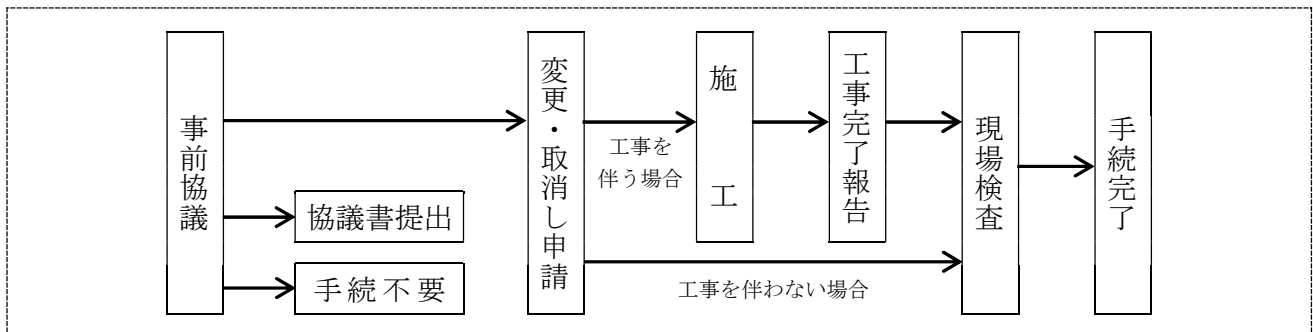 事前協議
協議書提出
手続不要
変更・取消し申請
工事を
伴う場合
工事を伴わない場合
施工
工事完了報告
現場検査
手続完了